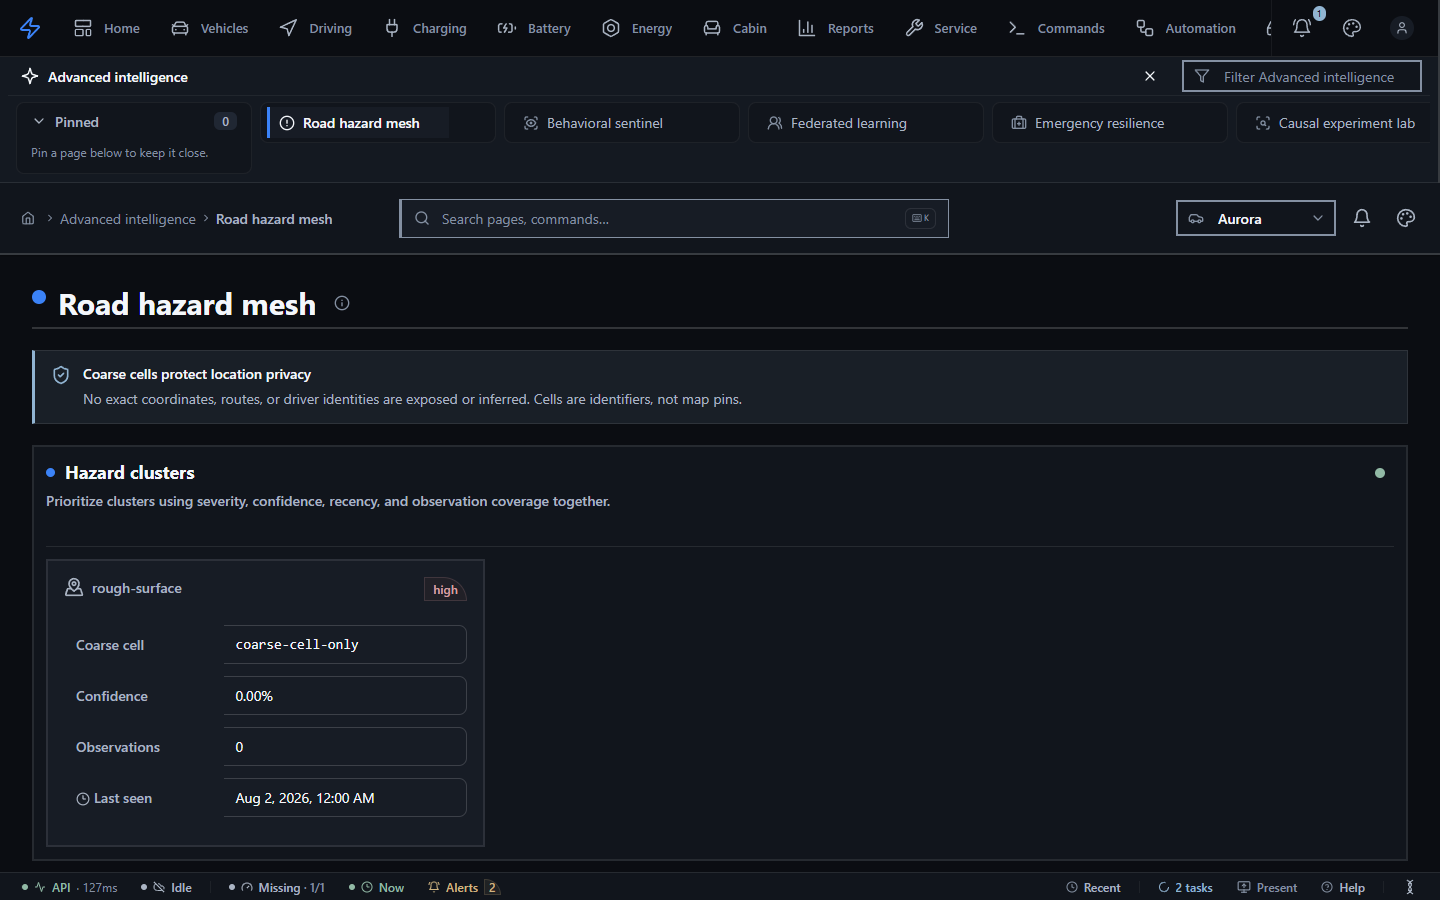 Home Vehicles Driving Charging Battery Energy Cabin Reports Service Commands Automation 1
Advanced intelligence Filter Advanced intelligence
Pinned 0 Road hazard mesh Behavioral sentinel Federated learning Emergency resilience Causal experiment lab
Pin a page below to keep it close.
Advanced intelligence Road hazard mesh Search pages, commands... K Aurora
Road hazard mesh
Coarse cells protect location privacy
No exact coordinates, routes, or driver identities are exposed or inferred. Cells are identifiers, not map pins.
Hazard clusters
Prioritize clusters using severity, confidence, recency, and observation coverage together.
rough-surface high
Coarse cell coarse-cell-only
Confidence 0.00%
Observations 0
Last seen Aug 2, 2026, 12:00 AM
API · 127ms Idle Missing · 1/1 Now Alerts 2 Recent 2 tasks Present Help